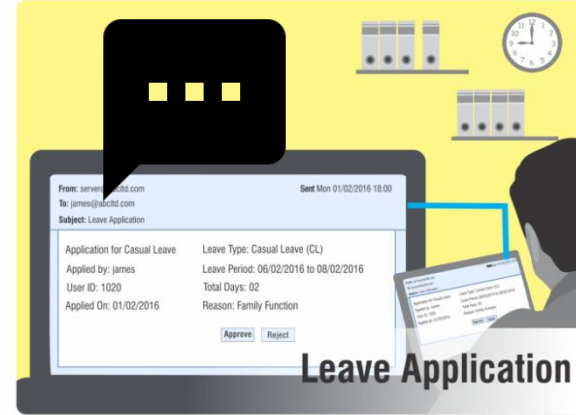 From: server
ltd.com
Sent Mon 01/02/2016 18:00
To: james@abcltd.com
Subject: Leave Application
Application for Casual Leave
Applied by: james
User ID: 1020
Applied On: 01/02/2016
Leave Type: Casual Leave (CL)
Leave Period: 06/02/2016 to 08/02/2016
Total Days: 02
Reason: Family Function
Approve
Reject
Leave Application